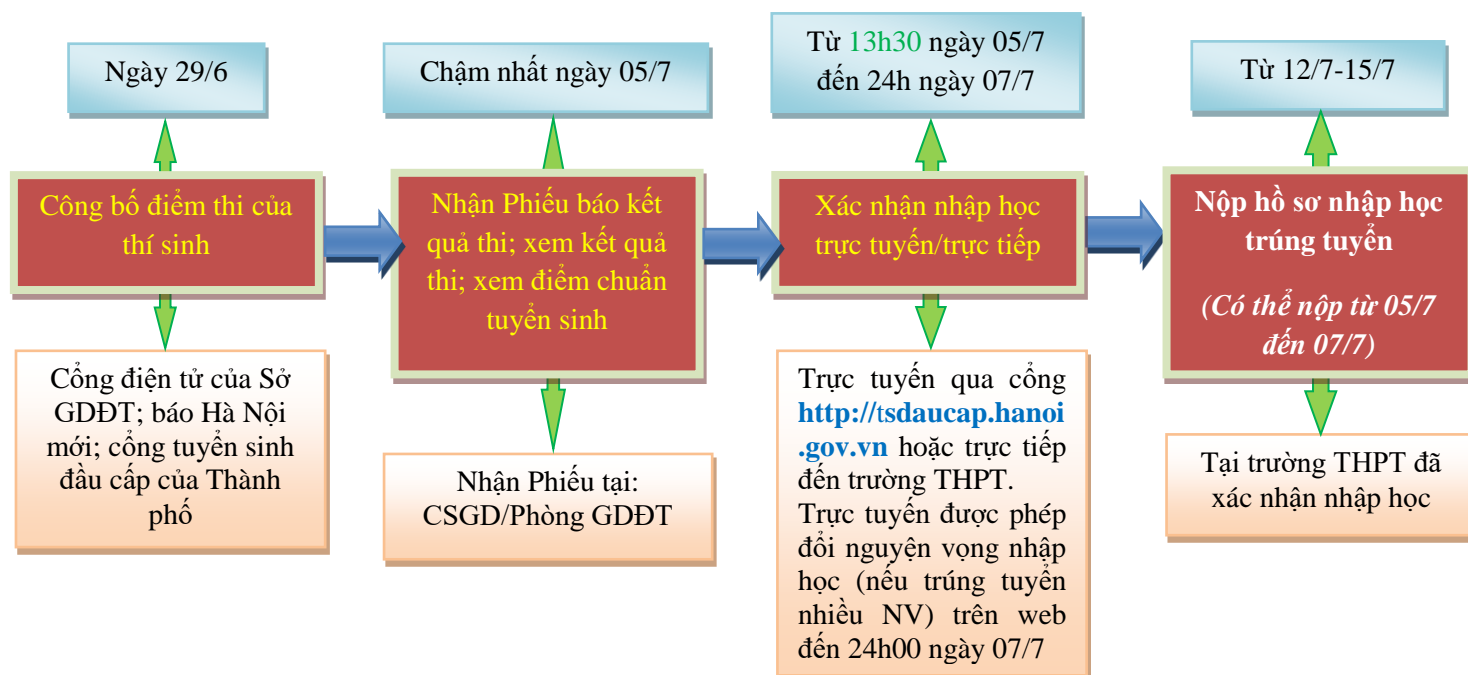 Ngày 29/6
Chậm nhất ngày 05/7
Từ 13h30 ngày 05/7
đến 24h ngày 07/7
Từ 12/7-15/7
Công bố điểm thi của
thí sinh
Nhận Phiếu báo kết
quả thi; xem kết quả
thi; xem điểm chuẩn
tuyển sinh
Xác nhận nhập học
trực tuyến/trực tiếp
Nộp hồ sơ nhập học
trúng tuyển
(Có thể nộp từ 05/7
đến 07/7)
Cổng điện tử của Sở
GDĐT; báo Hà Nội
mới; cổng tuyển sinh
đầu cấp của Thành
phố
Nhận Phiếu tại:
CSGD/Phòng GDĐT
Trực tuyến qua cổng
http://tsdaucap.hanoi
.gov.vn hoặc trực tiếp
đến trường THPT.
Trực tuyến được phép
đổi nguyện vọng nhập
học (nếu trúng tuyển
nhiều NV) trên web
đến 24h00 ngày 07/7
Tại trường THPT đã
xác nhận nhập học